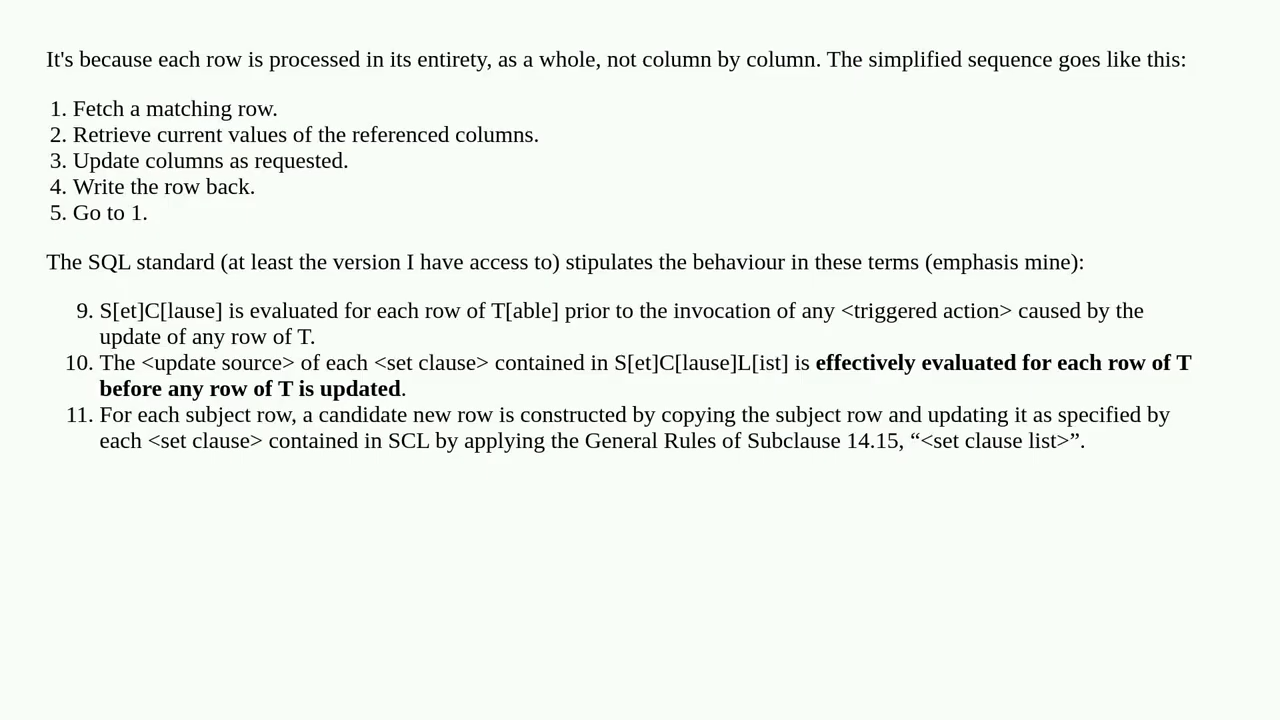 It's because each row is processed in its entirety, as a whole, not column by column. The simplified sequence goes like this:
1. Fetch a matching row.
2. Retrieve current values of the referenced columns.
3. Update columns as requested.
4. Write the row back.
5. Go to 1.
The SQL standard (at least the version I have access to) stipulates the behaviour in these terms (emphasis mine):
9. S[et]C[lause] is evaluated for each row of T[able] prior to the invocation of any <triggered action> caused by the
update of any row of T.
10. The <update source> of each <set clause> contained in S[et]C[lause]L[ist] is effectively evaluated for each row of T
before any row of T is updated.
11. For each subject row, a candidate new row is constructed by copying the subject row and updating it as specified by
each <set clause> contained in SCL by applying the General Rules of Subclause 14.15, “<set clause list>”.